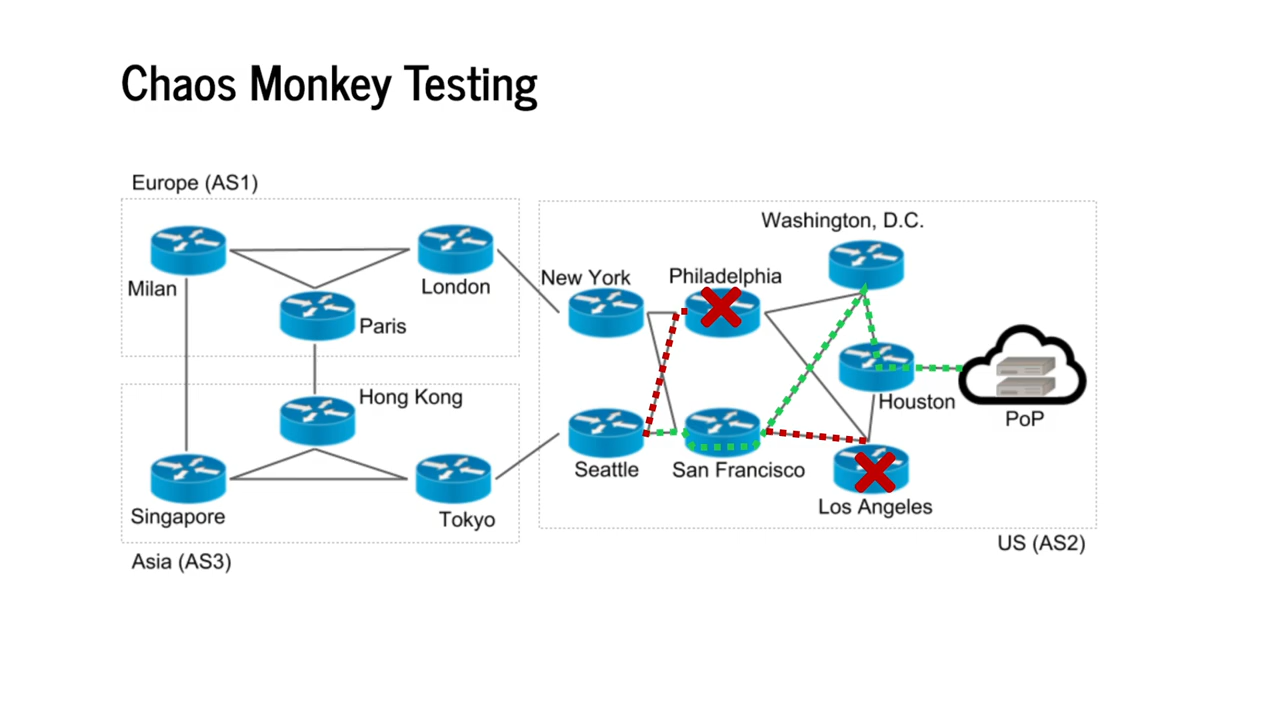 Chaos Monkey Testing
Europe (AS1)
Washington, D.C.
New York
Philadelphia
Milan
London
Paris
Hong Kong
Houston
PoP
Seattle
San Francisco
Los Angeles
Singapore
Tokyo
US (AS2)
Asia (AS3)